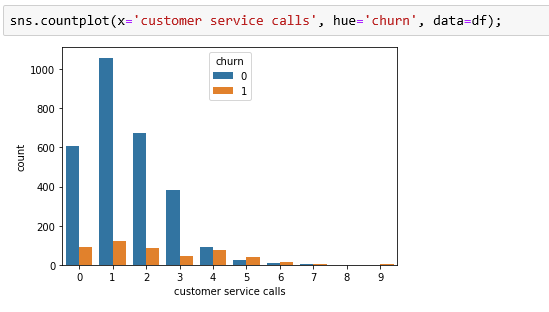 sns.countplot(x='customer service calls', hue='churn', data=df);
churn
0
1
1000
800
600
400
200
0
count
0 1 2 3 4 5 6 7 8 9
customer service calls